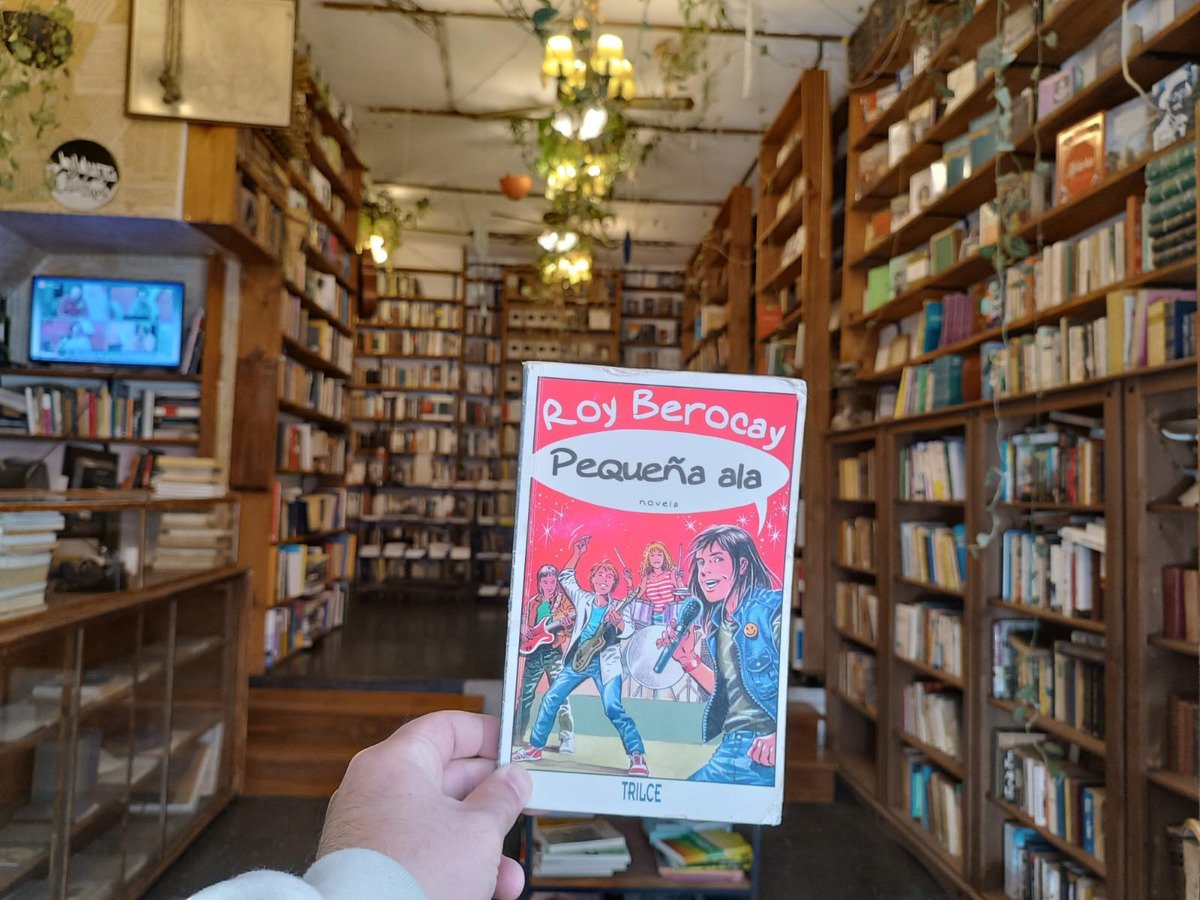 Roy Berocay
Pequeña ala
novela
TRILCE